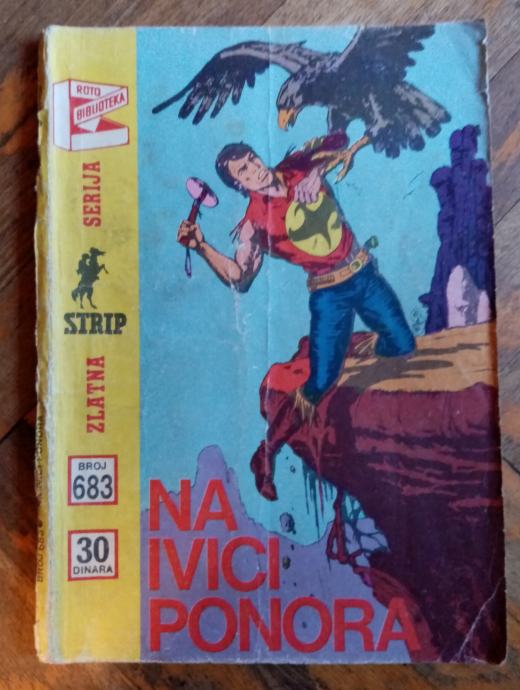 ROTO
BIBLIOTEKA
ZLATNA
STRIP
SERIJA
BROJ
683
30
DINARA
NA
IVICI
PONORA